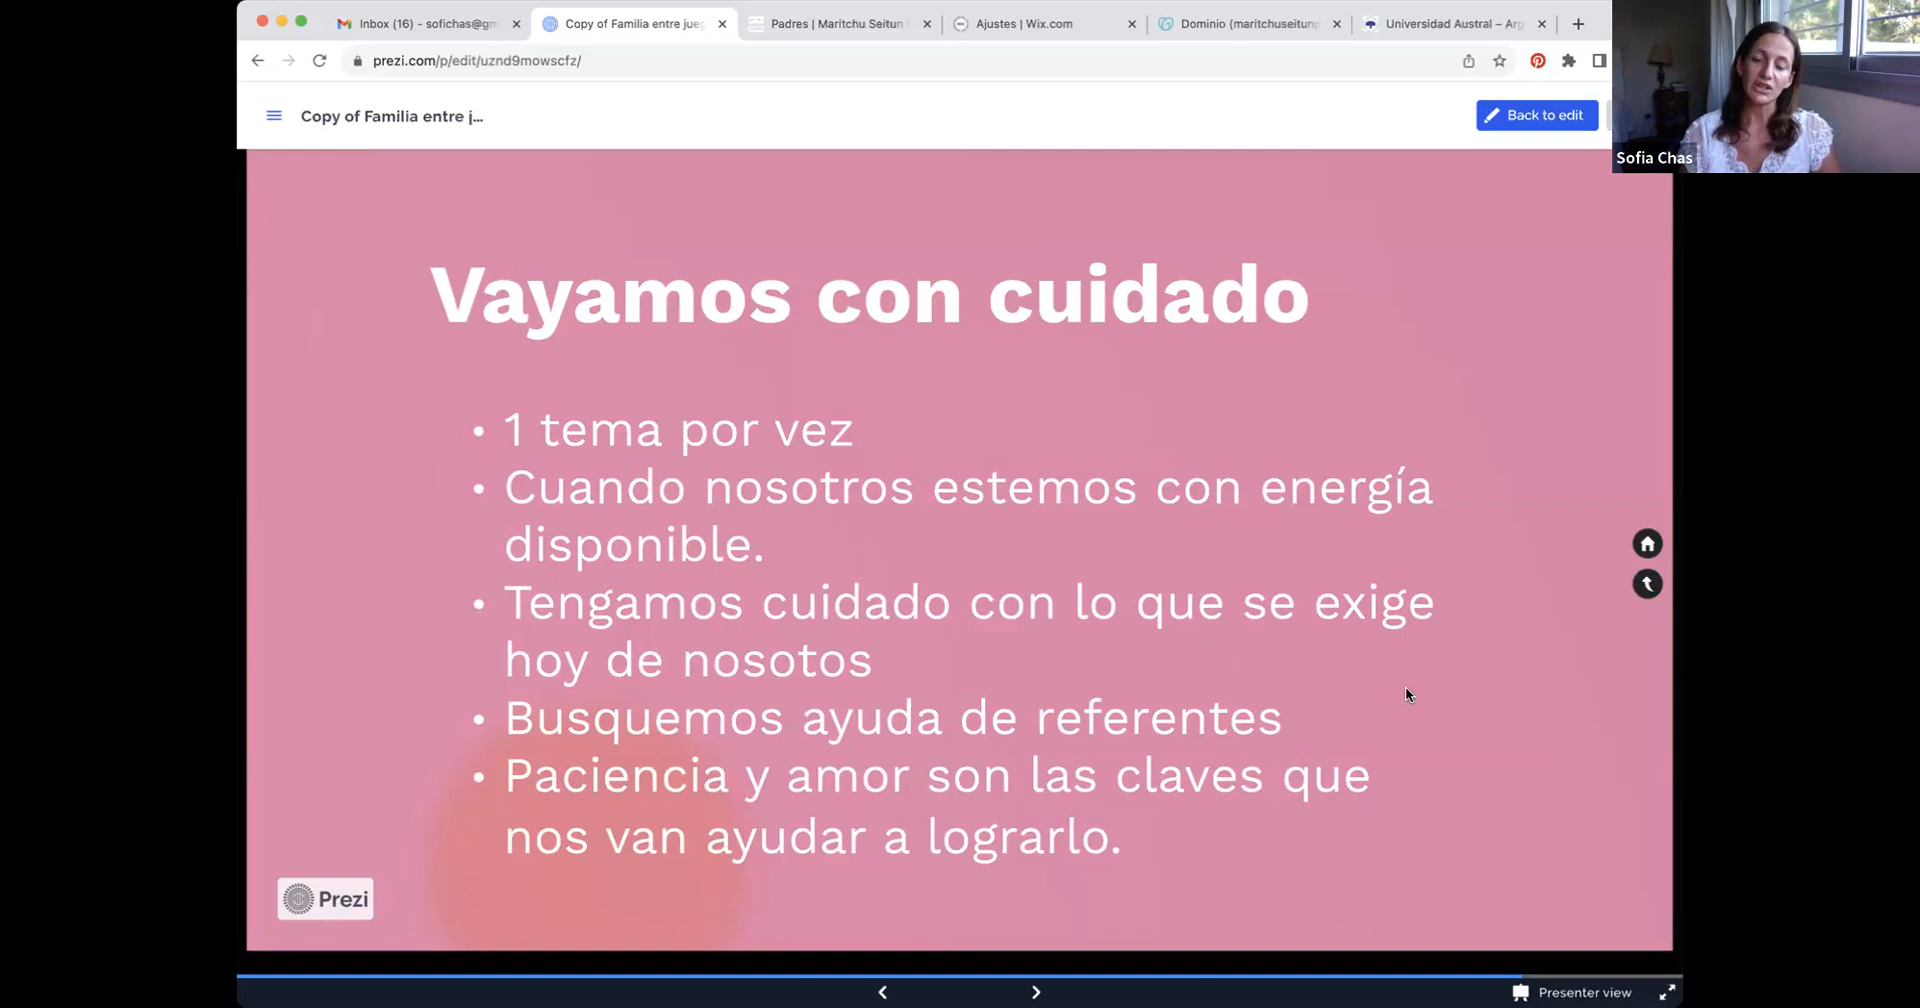 Inbox (16) - sofichas@gm
Copy of Familia entre jueg
Padres | Maritchu Seitun
Ajustes | Wix.com
Dominio (maritchuseitunp
Universidad Austral – Arg
prezi.com/p/edit/uznd9mowscfz/
Copy of Familia entre j...
Back to edit
Sofia Chas
Vayamos con cuidado
• 1 tema por vez
• Cuando nosotros estemos con energía
disponible.
• Tengamos cuidado con lo que se exige
hoy de nosotos
• Busquemos ayuda de referentes
• Paciencia y amor son las claves que
nos van ayudar a lograrlo.
Prezi
Presenter view